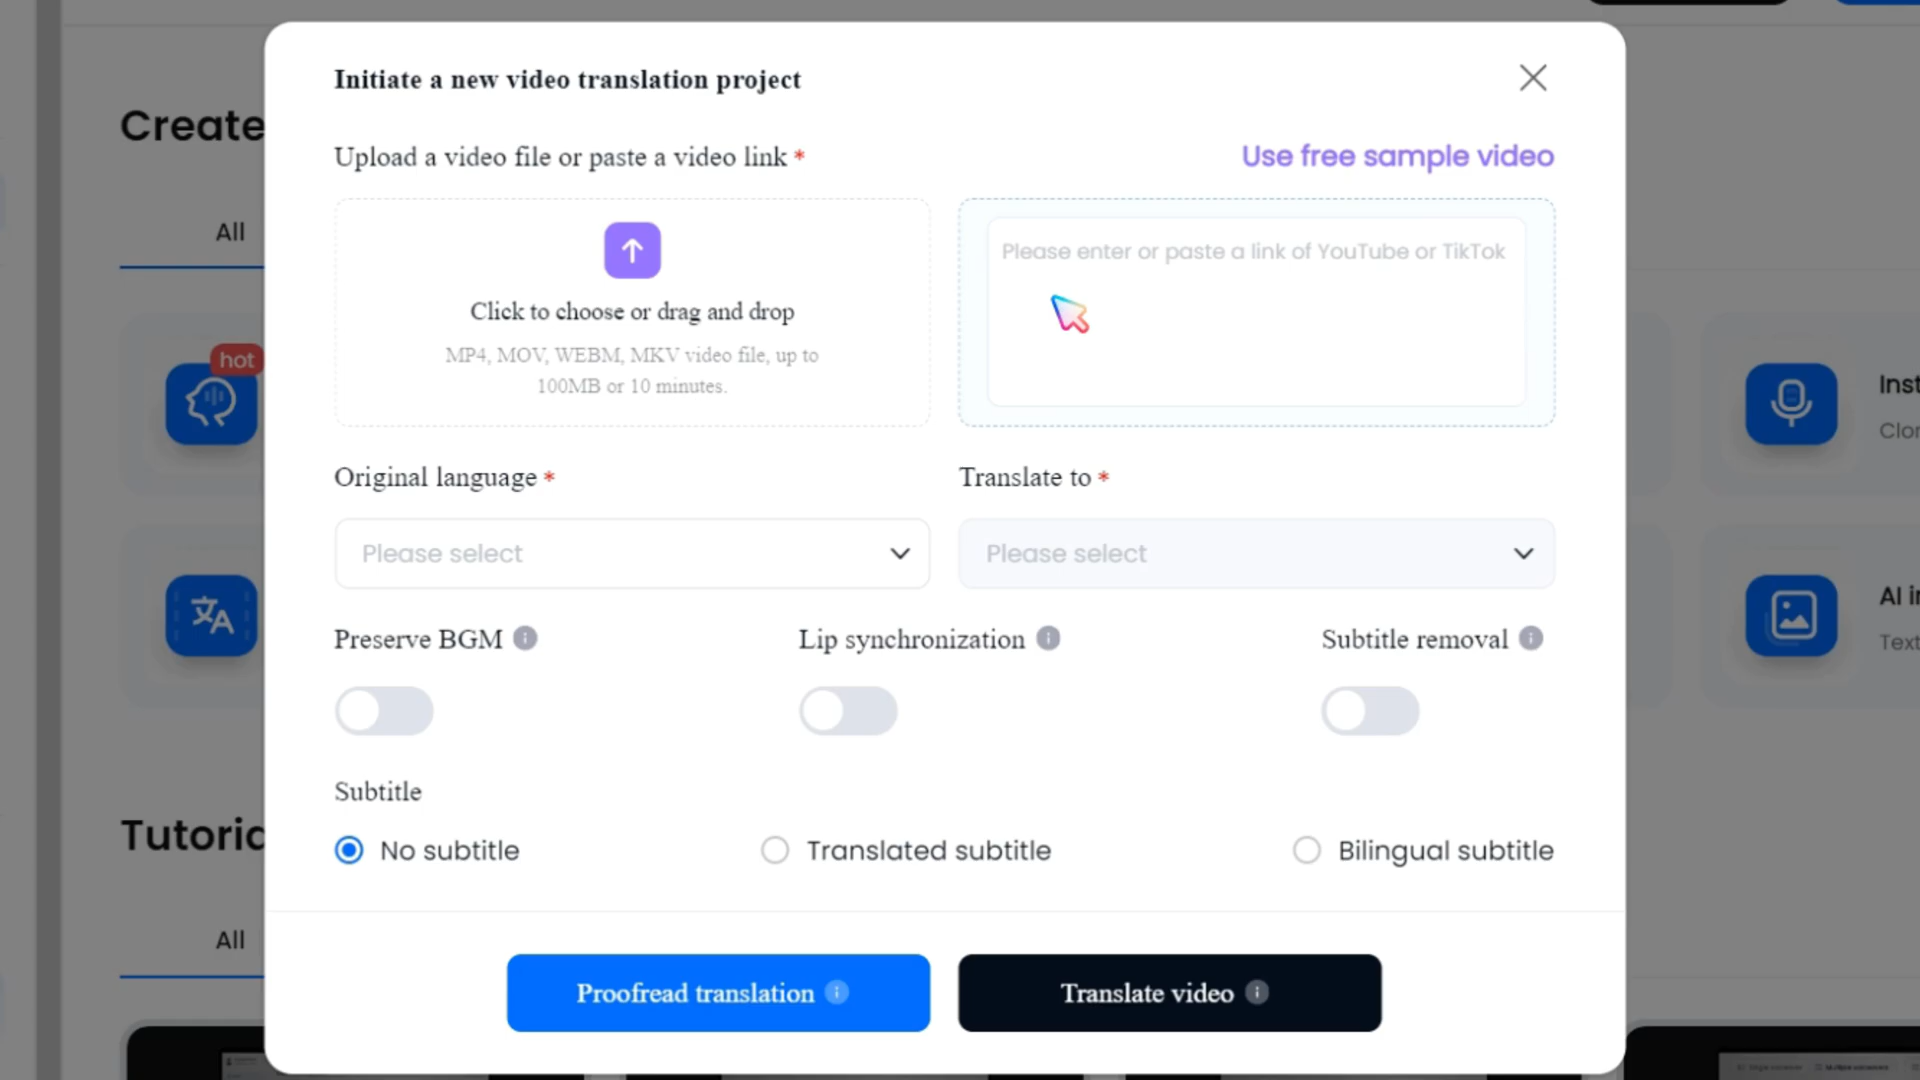 Initiate a new video translation project
Create
Upload a video file or paste a video link *
Use free sample video
All
Please enter or paste a link of YouTube or TikTok
Click to choose or drag and drop
MP4, MOV, WEBM, MKV video file, up to
100MB or 10 minutes.
hot
Inst
Clon
Original language *
Translate to *
Please select
Please select
AI i
Text
Preserve BGM
Lip synchronization
Subtitle removal
Subtitle
Tutoria
No subtitle
Translated subtitle
Bilingual subtitle
All
Proofread translation
Translate video